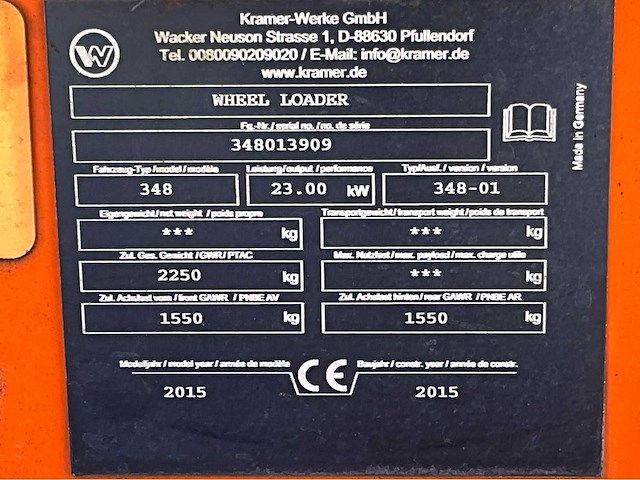 Kramer-Werke GmbH
Wacker Neuson Strasse 1, D-88630 Pfullendorf
Tel. 0080090209020 / E-Mail: info@kramer.de
www.kramer.de
WHEEL LOADER
Fg.-Nr. / serial no. / no. de série
348013909
Made in Germany
Fahrzeug-Typ / model / modèle Leistung / output / performance Typ/Ausf. / version / version
348 23.00 kW 348-01
Eigengewicht / net weight / poids propre Transportgewicht / transport weight / poids de transport
*** kg *** kg
Zul. Ges. Gewicht / GWR / PTAC Max. Nutzlast / max. payload / max. charge utile
2250 kg *** kg
Zul. Achslast vorn / front GAWR / PNBE AV Zul. Achslast hinten / rear GAWR / PNBE AR
1550 kg 1550 kg
Modelljahr / model year / année de modèle CE Baujahr / constr. year / année de constr.
2015 2015